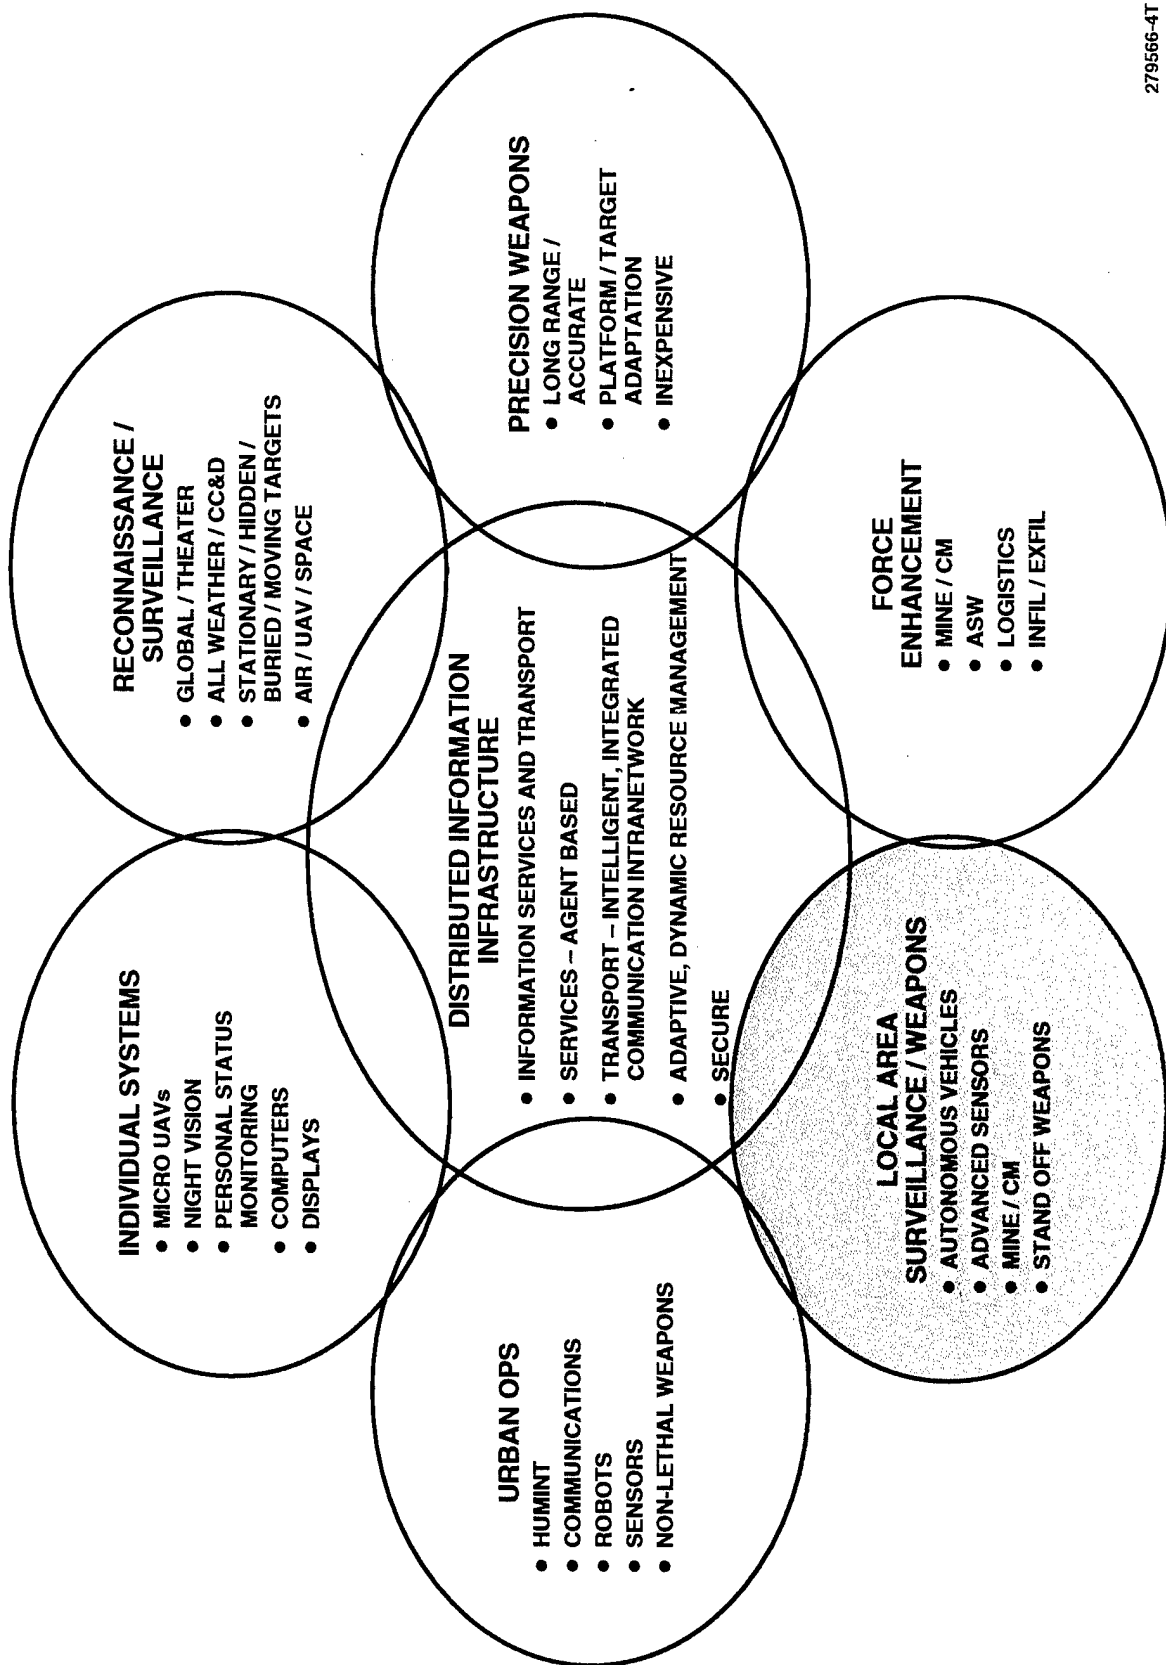 INDIVIDUAL SYSTEMS
• MICRO UAVs
• NIGHT VISION
• PERSONAL STATUS
MONITORING
• COMPUTERS
• DISPLAYS
RECONNAISSANCE /
SURVEILLANCE
• GLOBAL / THEATER
• ALL WEATHER / CC&D
• STATIONARY / HIDDEN /
BURIED / MOVING TARGETS
• AIR / UAV / SPACE
URBAN OPS
• HUMINT
• COMMUNICATIONS
• ROBOTS
• SENSORS
• NON-LETHAL WEAPONS
DISTRIBUTED INFORMATION
INFRASTRUCTURE
• INFORMATION SERVICES AND TRANSPORT
• SERVICES – AGENT BASED
• TRANSPORT – INTELLIGENT, INTEGRATED
COMMUNICATION INTRANETWORK
• ADAPTIVE, DYNAMIC RESOURCE MANAGEMENT
• SECURE
PRECISION WEAPONS
• LONG RANGE /
ACCURATE
• PLATFORM / TARGET
ADAPTATION
• INEXPENSIVE
LOCAL AREA
SURVEILLANCE / WEAPONS
• AUTONOMOUS VEHICLES
• ADVANCED SENSORS
• MINE / CM
• STAND OFF WEAPONS
FORCE
ENHANCEMENT
• MINE / CM
• ASW
• LOGISTICS
• INFIL / EXFIL
279566-4T